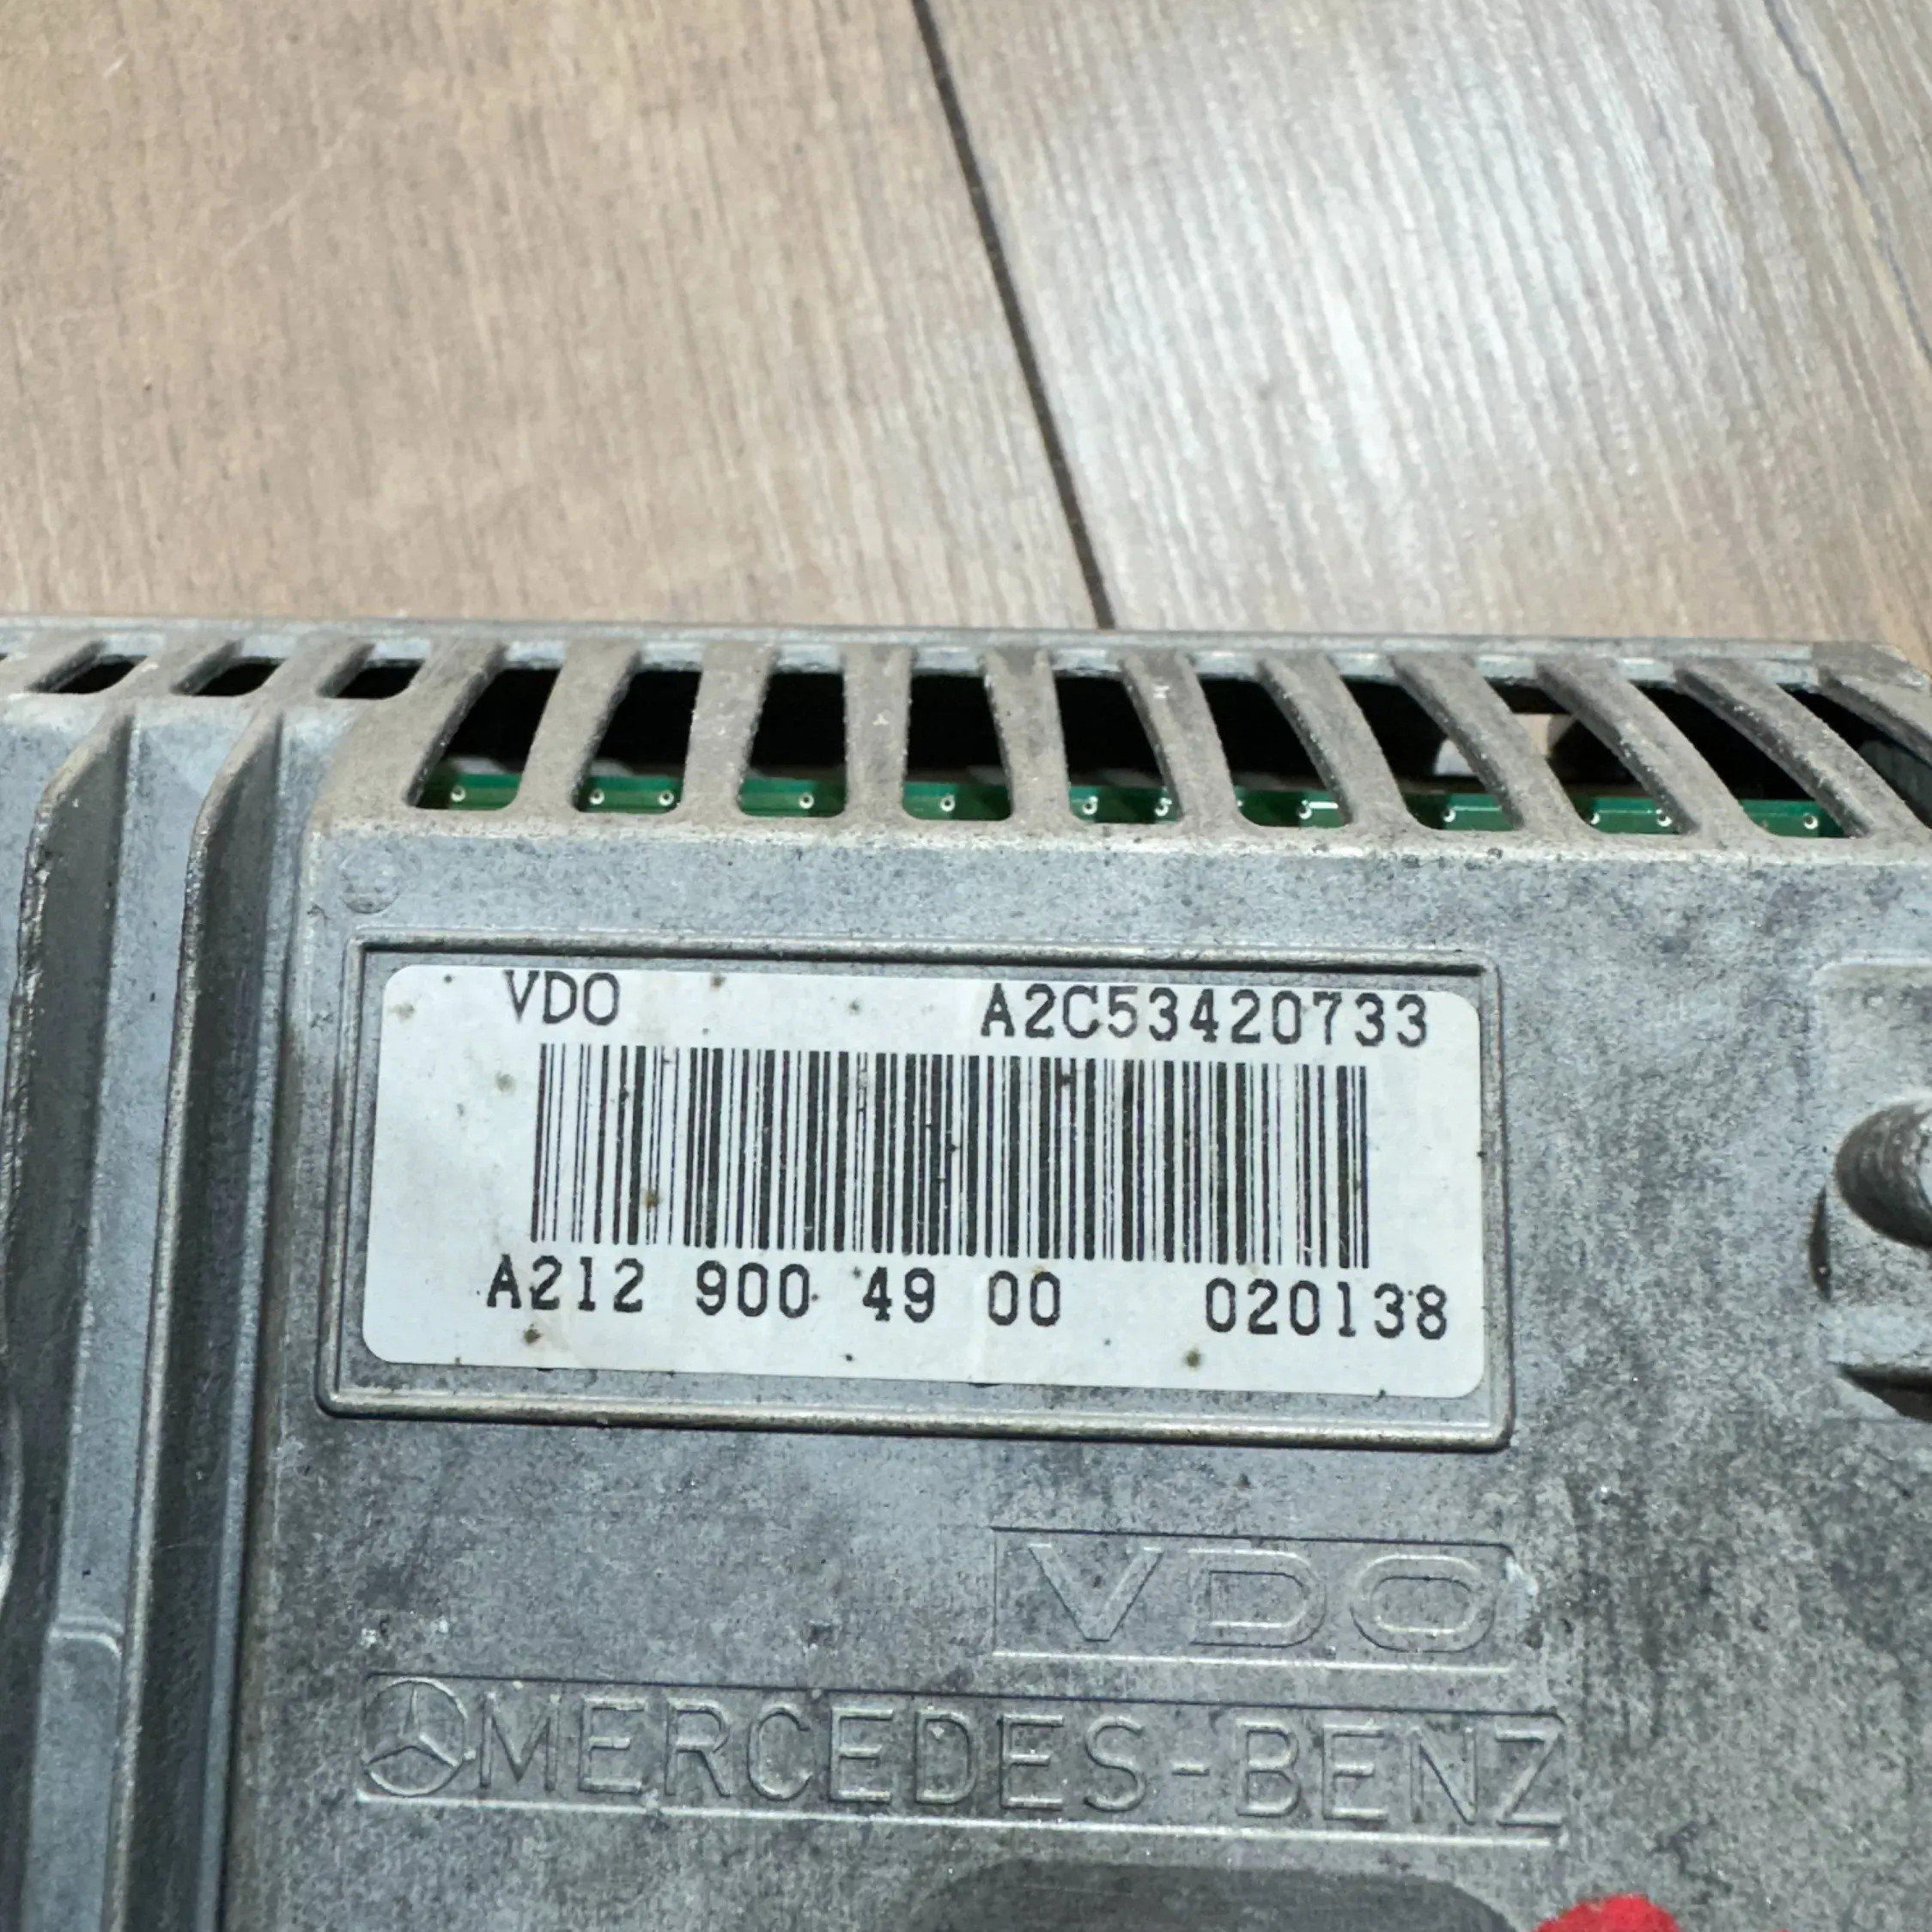 VDO A2C53420733
A212 900 49 00 020138
VDO
MERCEDES-BENZ